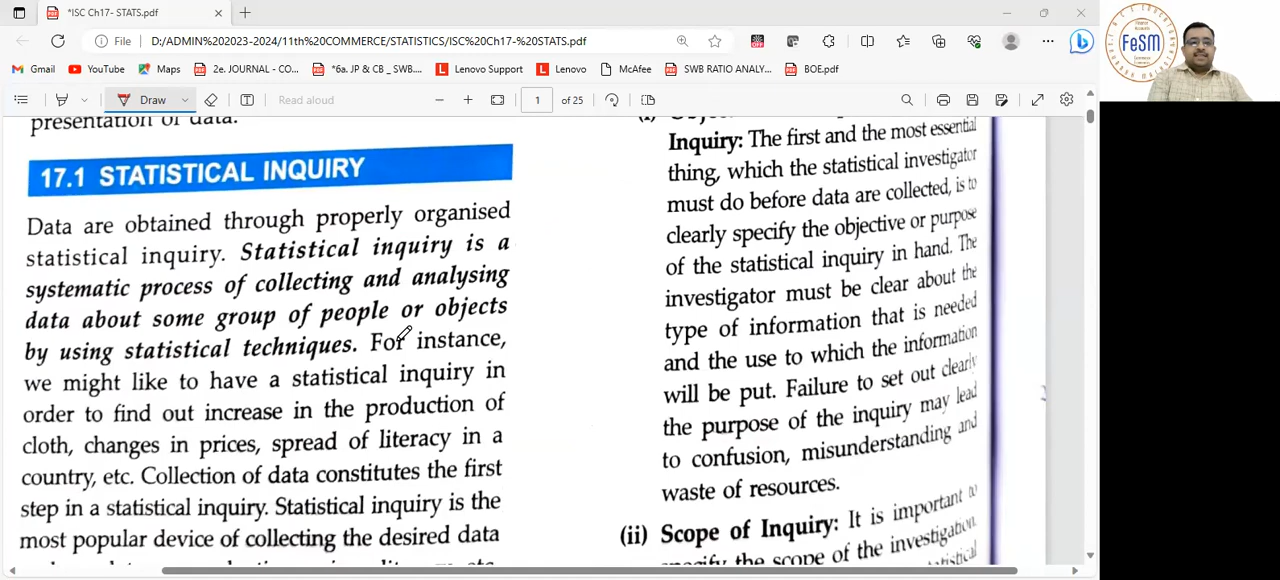 *ISC Ch17- STATS.pdf
File
D:/ADMIN%202023-2024/11th%20COMMERCE/STATISTICS/ISC%20Ch17-%20STATS.pdf
Gmail
YouTube
Maps
2e. JOURNAL - CO...
*6a. JP & CB _ SWB....
Lenovo Support
Lenovo
McAfee
SWB RATIO ANALY...
BOE.pdf
Draw
Read aloud
1
of 25
FeSM
presentation of data.
17.1 STATISTICAL INQUIRY
Data are obtained through properly organised
statistical inquiry. Statistical inquiry is a
systematic process of collecting and analysing
data about some group of people or objects
by using statistical techniques. For instance,
we might like to have a statistical inquiry in
order to find out increase in the production of
cloth, changes in prices, spread of literacy in a
country, etc. Collection of data constitutes the first
step in a statistical inquiry. Statistical inquiry is the
most popular device of collecting the desired data
Inquiry: The first and the most essential
thing, which the statistical investigator
must do before data are collected, is to
clearly specify the objective or purpose
of the statistical inquiry in hand. The
investigator must be clear about the
type of information that is needed
and the use to which the information
will be put. Failure to set out clearly
the purpose of the inquiry may lead
to confusion, misunderstanding and
waste of resources.
(ii) Scope of Inquiry: It is important to
specify the scope of the investigation.